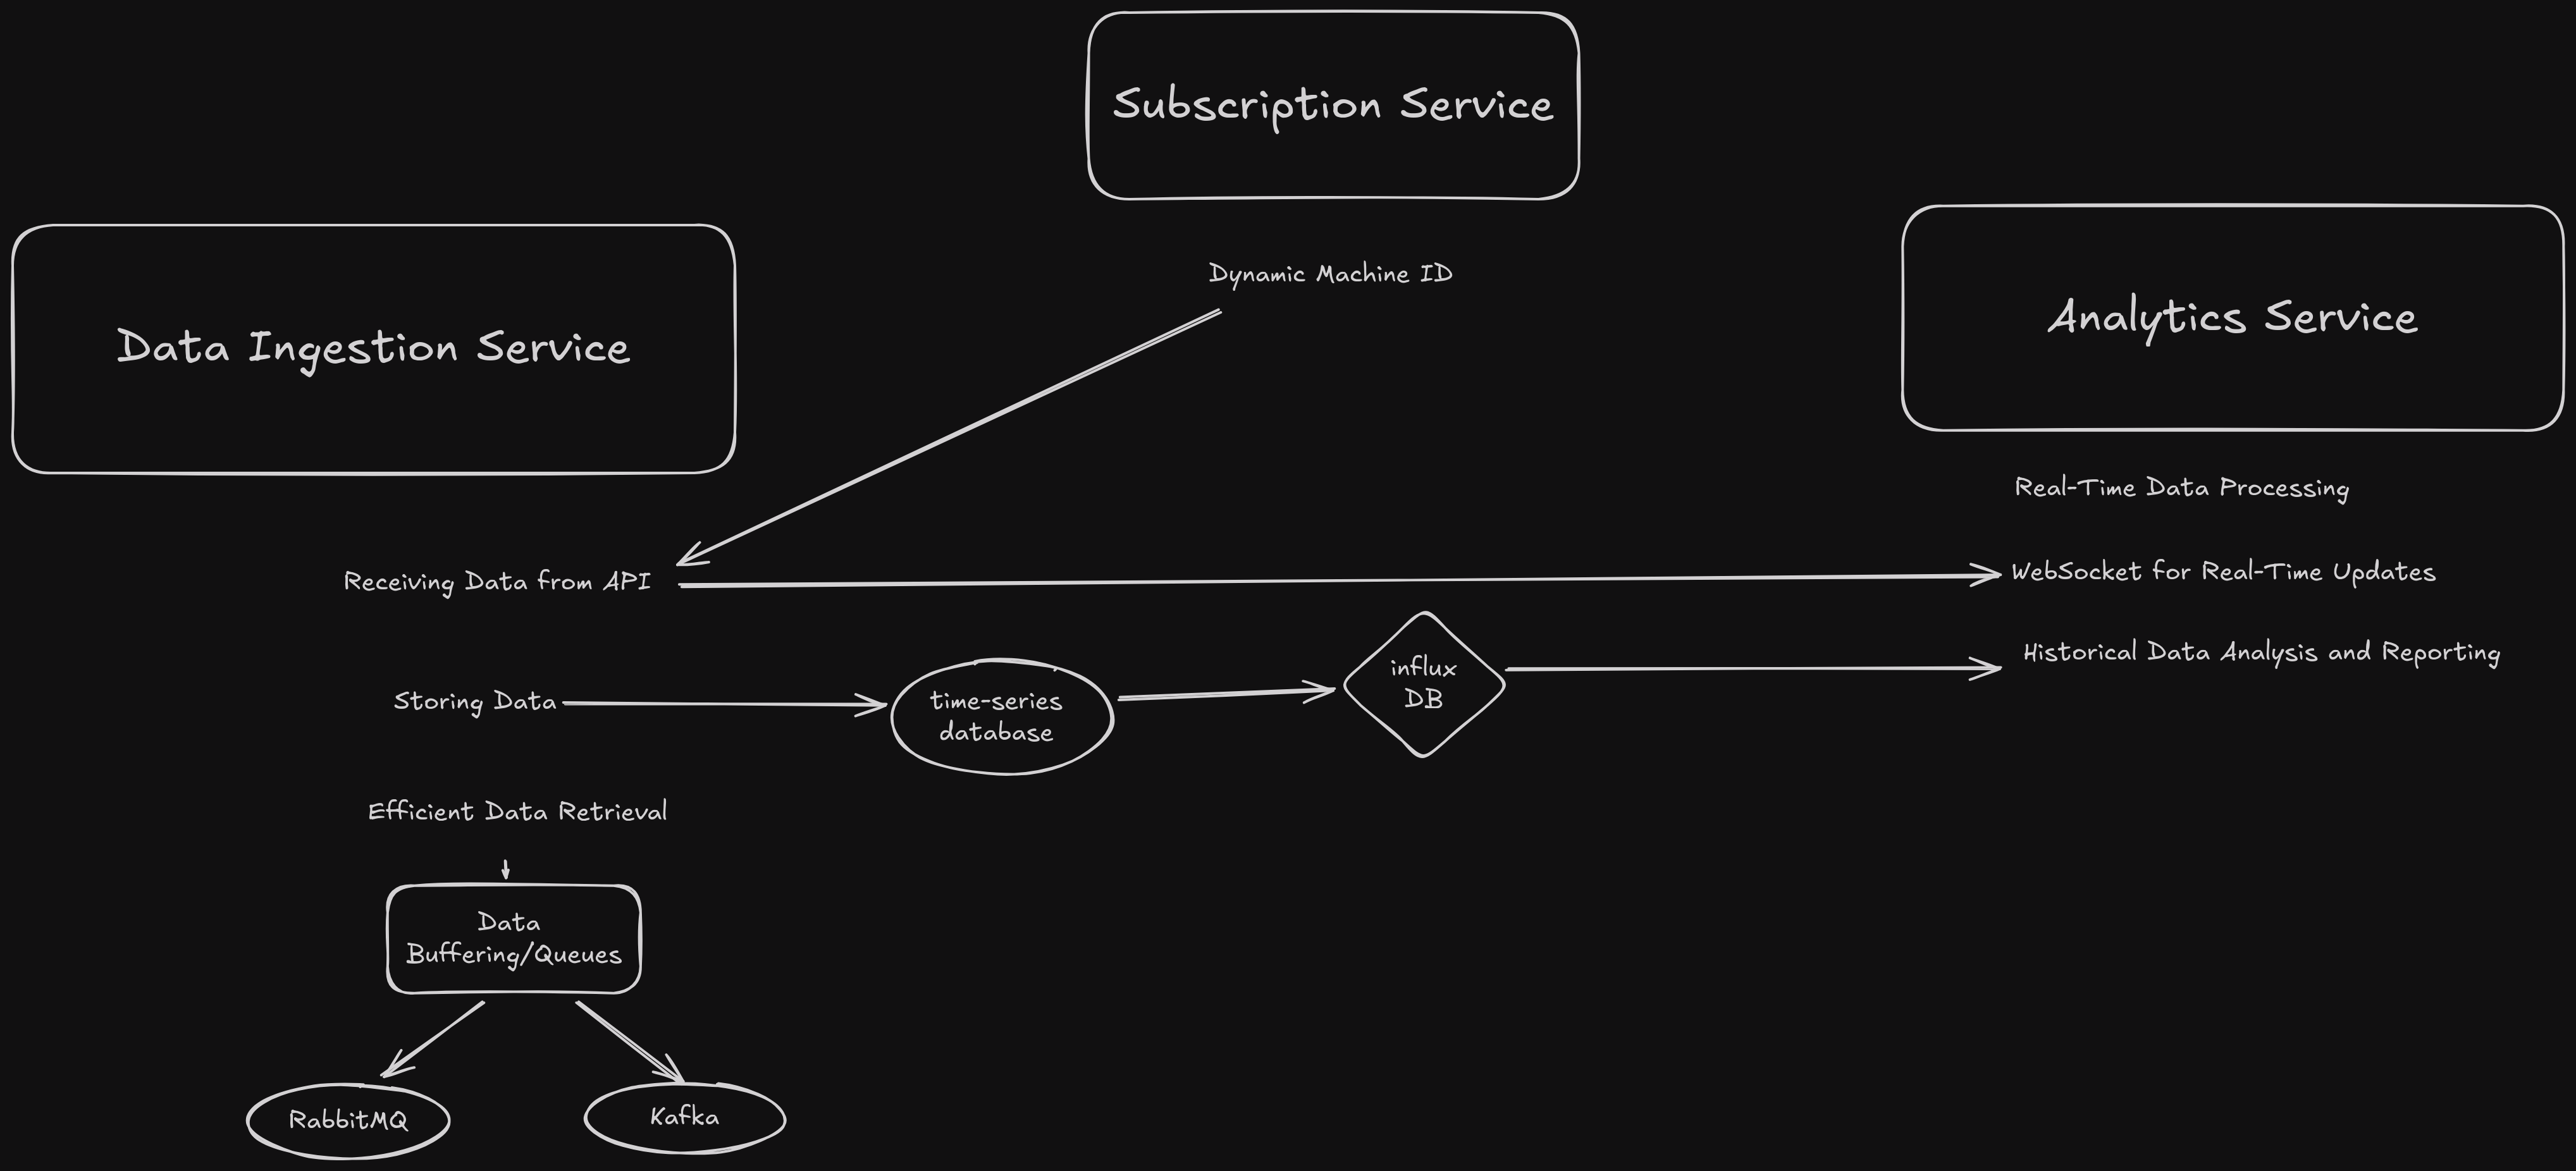 Subscription Service
Dynamic Machine ID
Data Ingestion Service
Analytics Service
Real-Time Data Processing
Receiving Data from API
WebSocket for Real-Time Updates
Historical Data Analysis and Reporting
Storing Data
time-series
database
influx
DB
Efficient Data Retrieval
Data
Buffering/Queues
RabbitMQ
Kafka